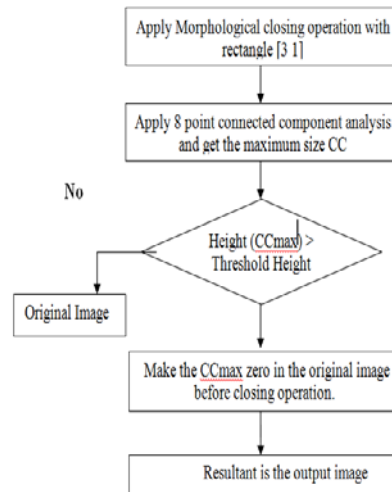 Apply Morphological closing operation with
rectangle [3 1]
Apply 8 point connected component analysis
and get the maximum size CC
No
Height (CCmax) >
Threshold Height
Original Image
Make the CCmax zero in the original image
before closing operation.
Resultant is the output image